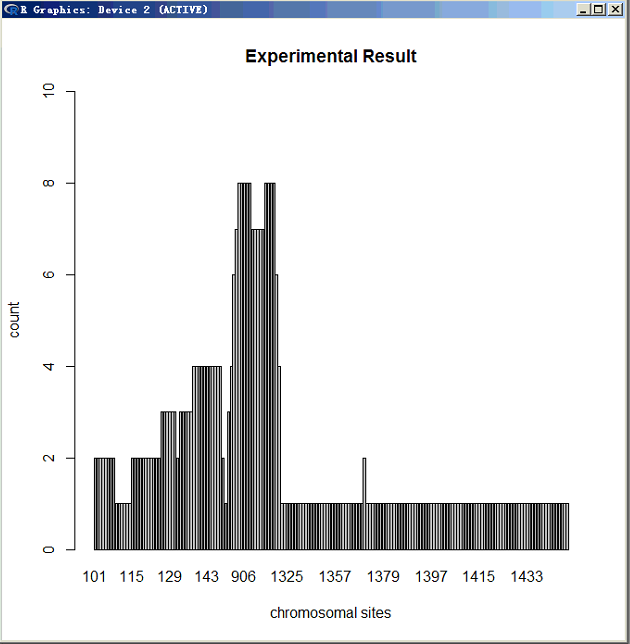 R Graphics: Device 2 (ACTIVE)
Experimental Result
10
8
6
4
2
0
count
101 115 129 143 906 1325 1357 1379 1397 1415 1433
chromosomal sites